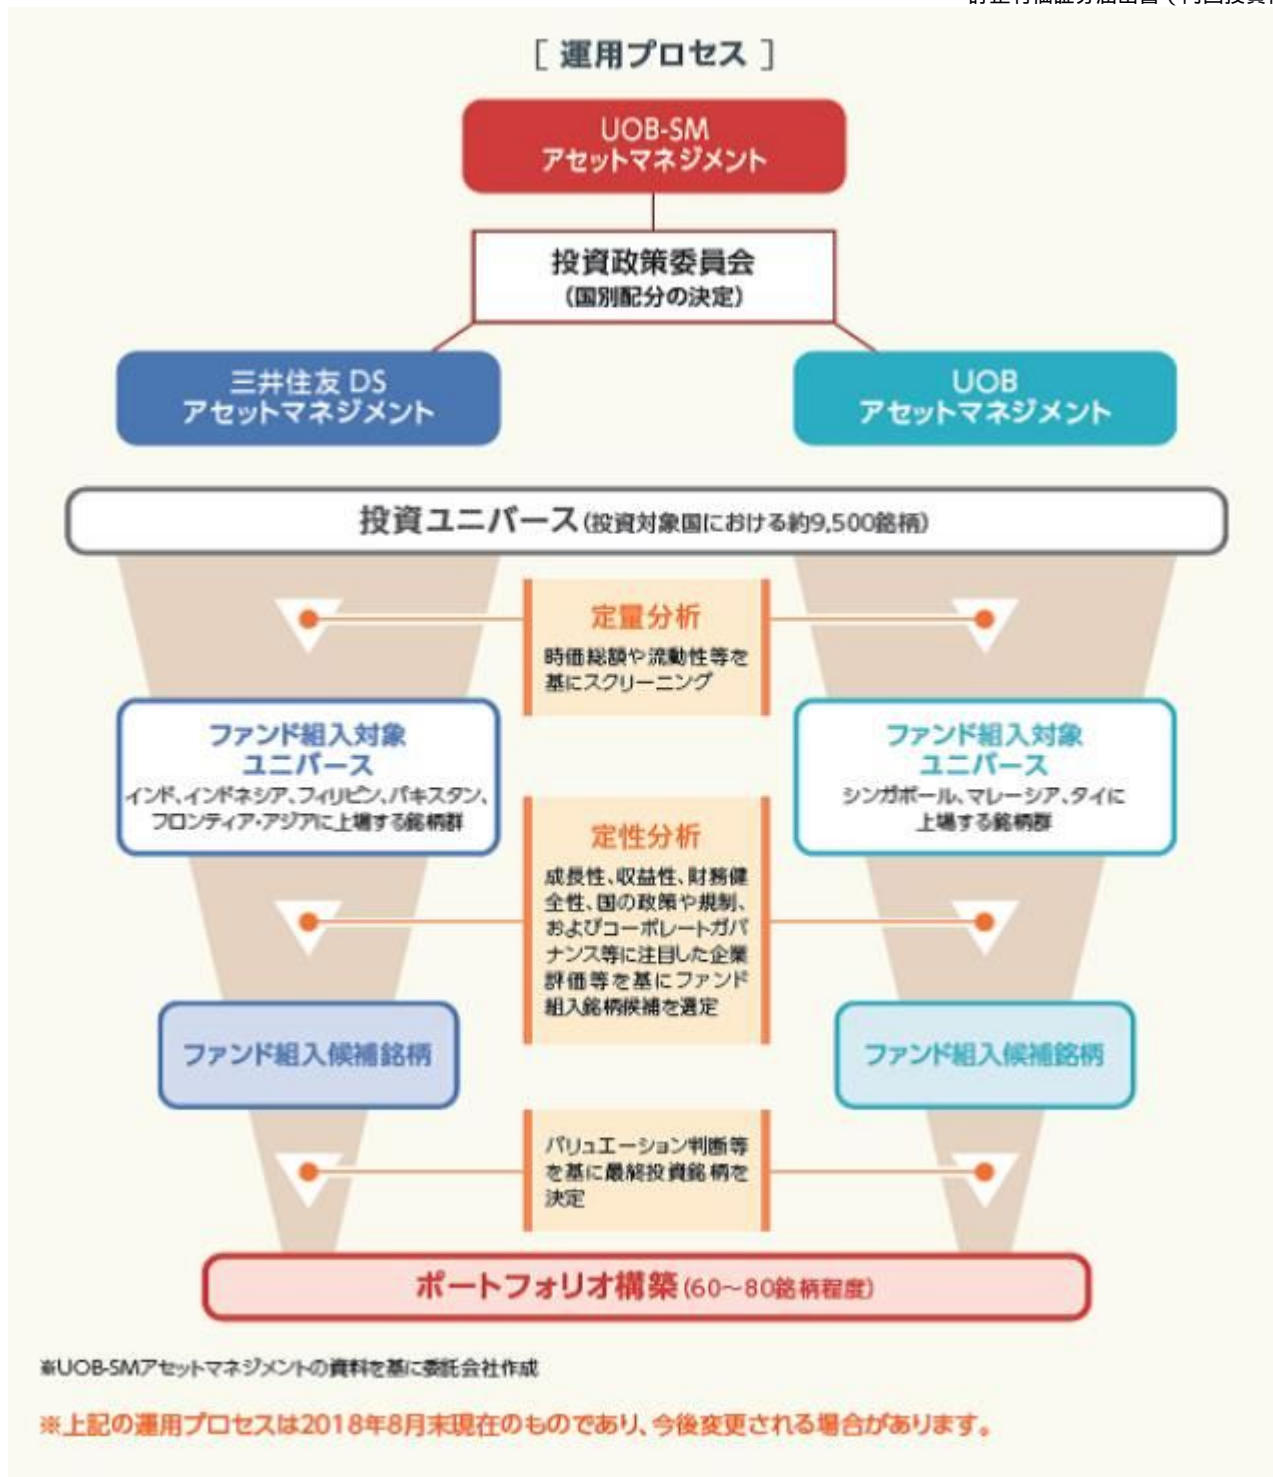 [ 運用プロセス ]
UOB-SM
アセットマネジメント
投資政策委員会
(国別配分の決定)
三井住友 DS
アセットマネジメント
UOB
アセットマネジメント
投資ユニバース(投資対象国における約9,500銘柄)
定量分析
時価総額や流動性等を
基にスクリーニング
ファンド組入対象
ユニバース
インド、インドネシア、フィリピン、パキスタン、
フロンティア・アジアに上場する銘柄群
ファンド組入対象
ユニバース
シンガポール、マレーシア、タイに
上場する銘柄群
定性分析
成長性、収益性、財務健
全性、国の政策や規制、
およびコーポレートガバ
ナンス等に注目した企業
評価等を基にファンド
組入銘柄候補を選定
ファンド組入候補銘柄
ファンド組入候補銘柄
バリュエーション判断等
を基に最終投資銘柄を
決定
ポートフォリオ構築(60～80銘柄程度)
※UOB-SMアセットマネジメントの資料を基に委託会社作成
※上記の運用プロセスは2018年8月末現在のものであり、今後変更される場合があります。